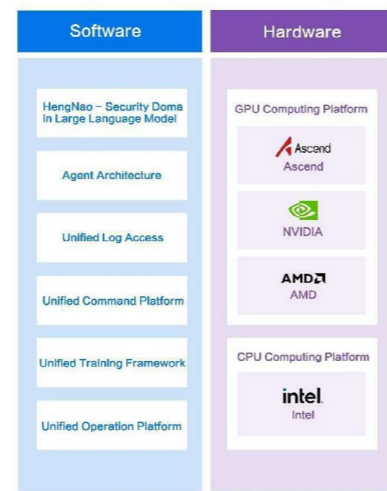 Software
HengNao – Security Doma
In Large Language Model
Agent Architecture
Unified Log Access
Unified Command Platform
Unified Training Framework
Unified Operation Platform
Hardware
GPU Computing Platform
Ascend
Ascend
NVIDIA
AMD
AMD
CPU Computing Platform
intel
Intel